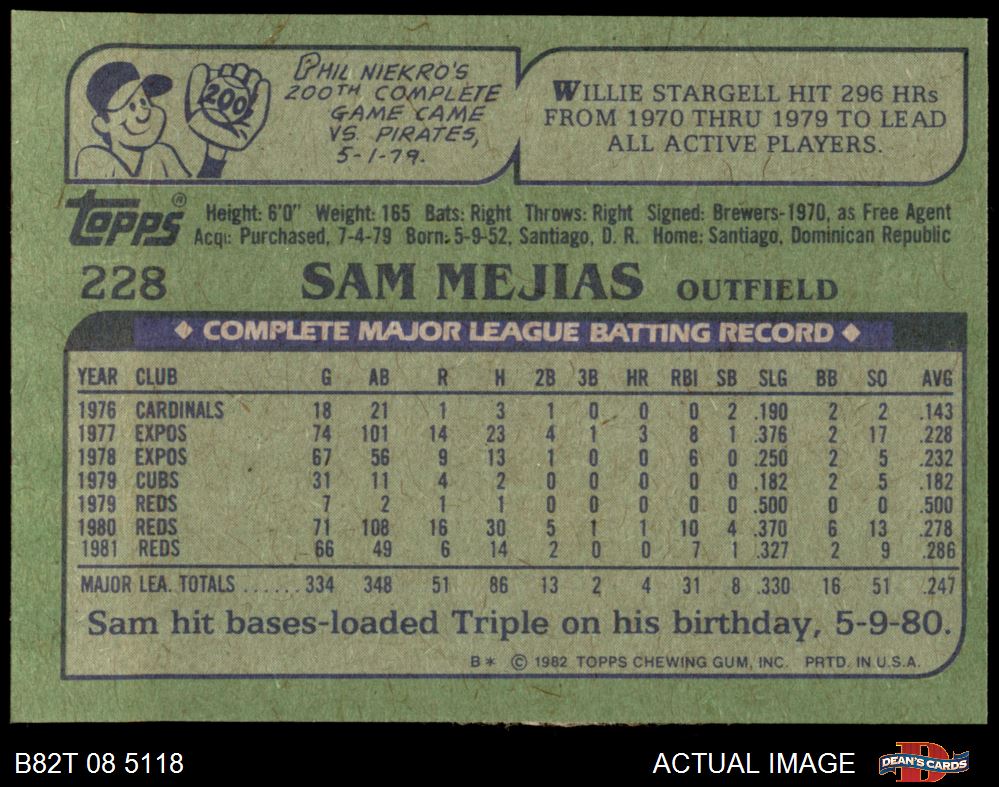 PHIL NIEKRO'S
200TH COMPLETE
GAME CAME
VS. PIRATES,
5-1-79.
200!
WILLIE STARGELL HIT 296 HRs
FROM 1970 THRU 1979 TO LEAD
ALL ACTIVE PLAYERS.
TOPPS®
Height: 6'0" Weight: 165 Bats: Right Throws: Right Signed: Brewers-1970, as Free Agent
Acq: Purchased, 7-4-79 Born: 5-9-52, Santiago, D. R. Home: Santiago, Dominican Republic
228 SAM MEJIAS OUTFIELD
COMPLETE MAJOR LEAGUE BATTING RECORD
YEAR CLUB G AB R H 2B 3B HR RBI SB SLG BB SO AVG
1976 CARDINALS 18 21 1 3 1 0 0 0 2 .190 2 2 .143
1977 EXPOS 74 101 14 23 4 1 3 8 1 .376 2 17 .228
1978 EXPOS 67 56 9 13 1 0 0 6 0 .250 2 5 .232
1979 CUBS 31 11 4 2 0 0 0 0 0 .182 2 5 .182
1979 REDS 7 2 1 1 0 0 0 0 0 .500 0 0 .500
1980 REDS 71 108 16 30 5 1 1 10 4 .370 6 13 .278
1981 REDS 66 49 6 14 2 0 0 7 1 .327 2 9 .286
MAJOR LEA. TOTALS ...... 334 348 51 86 13 2 4 31 8 .330 16 51 .247
Sam hit bases-loaded Triple on his birthday, 5-9-80.
B* © 1982 TOPPS CHEWING GUM, INC. PRTD. IN U.S.A.
B82T 08 5118
ACTUAL IMAGE
D
DEAN'S CARDS